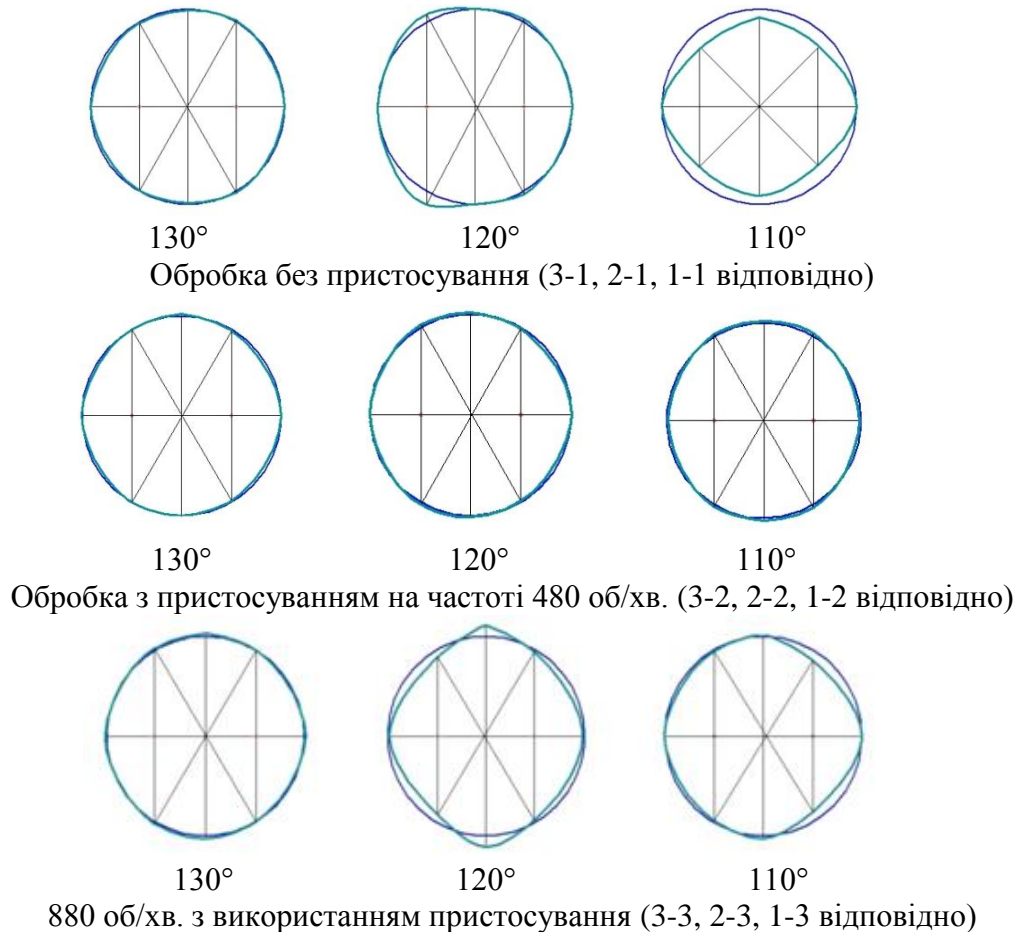 130° 120° 110°
Обробка без пристосування (3-1, 2-1, 1-1 відповідно)
130° 120° 110°
Обробка з пристосуванням на частоті 480 об/хв. (3-2, 2-2, 1-2 відповідно)
130° 120° 110°
880 об/хв. з використанням пристосування (3-3, 2-3, 1-3 відповідно)